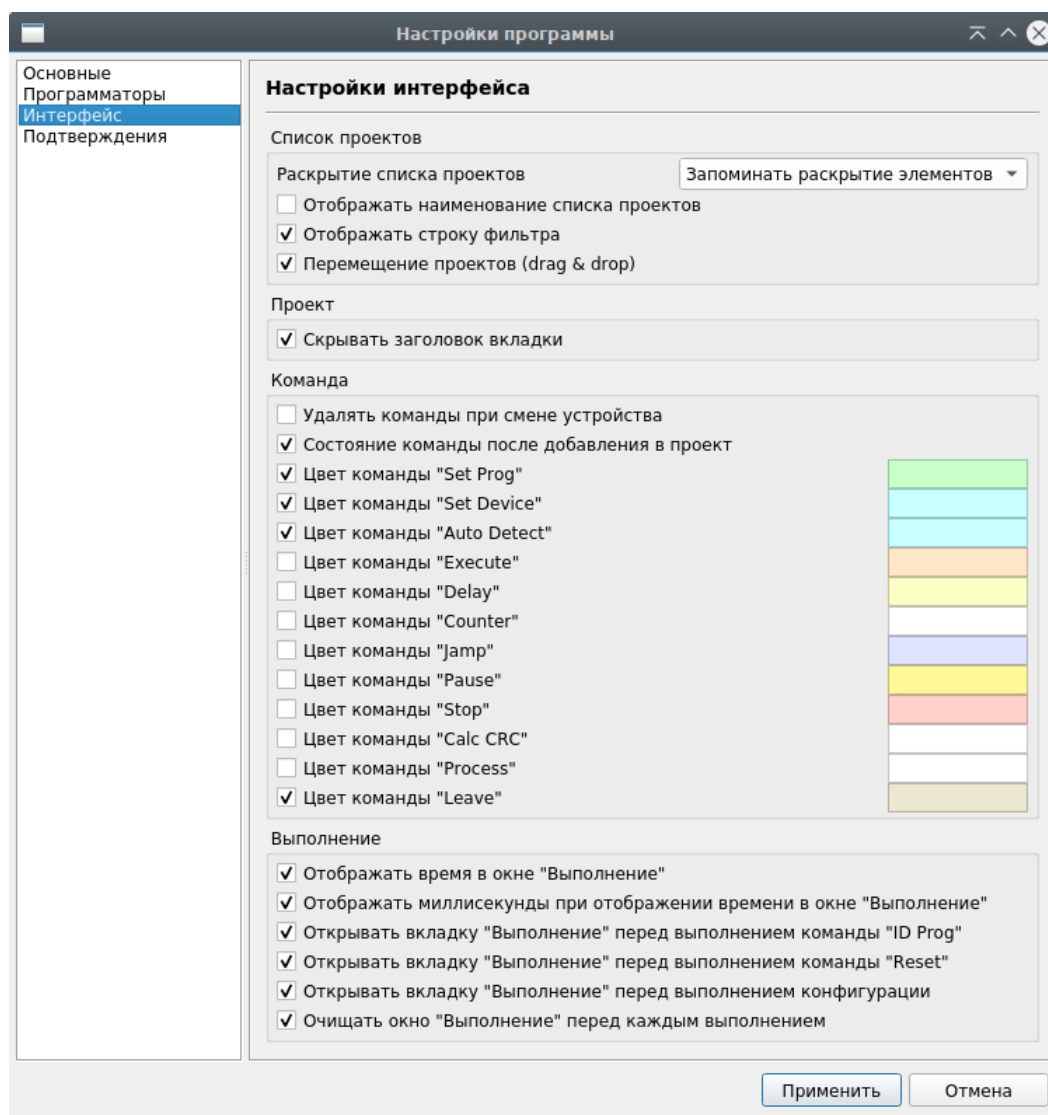 Настройки программы
Основные
Программаторы
Интерфейс
Подтверждения
Настройки интерфейса
Список проектов
Раскрытие списка проектов Запоминать раскрытие элементов
Отображать наименование списка проектов
Отображать строку фильтра
Перемещение проектов (drag & drop)
Проект
Скрывать заголовок вкладки
Команда
Удалять команды при смене устройства
Состояние команды после добавления в проект
Цвет команды "Set Prog"
Цвет команды "Set Device"
Цвет команды "Auto Detect"
Цвет команды "Execute"
Цвет команды "Delay"
Цвет команды "Counter"
Цвет команды "Jamp"
Цвет команды "Pause"
Цвет команды "Stop"
Цвет команды "Calc CRC"
Цвет команды "Process"
Цвет команды "Leave"
Выполнение
Отображать время в окне "Выполнение"
Отображать миллисекунды при отображении времени в окне "Выполнение"
Открывать вкладку "Выполнение" перед выполнением команды "ID Prog"
Открывать вкладку "Выполнение" перед выполнением команды "Reset"
Открывать вкладку "Выполнение" перед выполнением конфигурации
Очищать окно "Выполнение" перед каждым выполнением
Применить Отмена